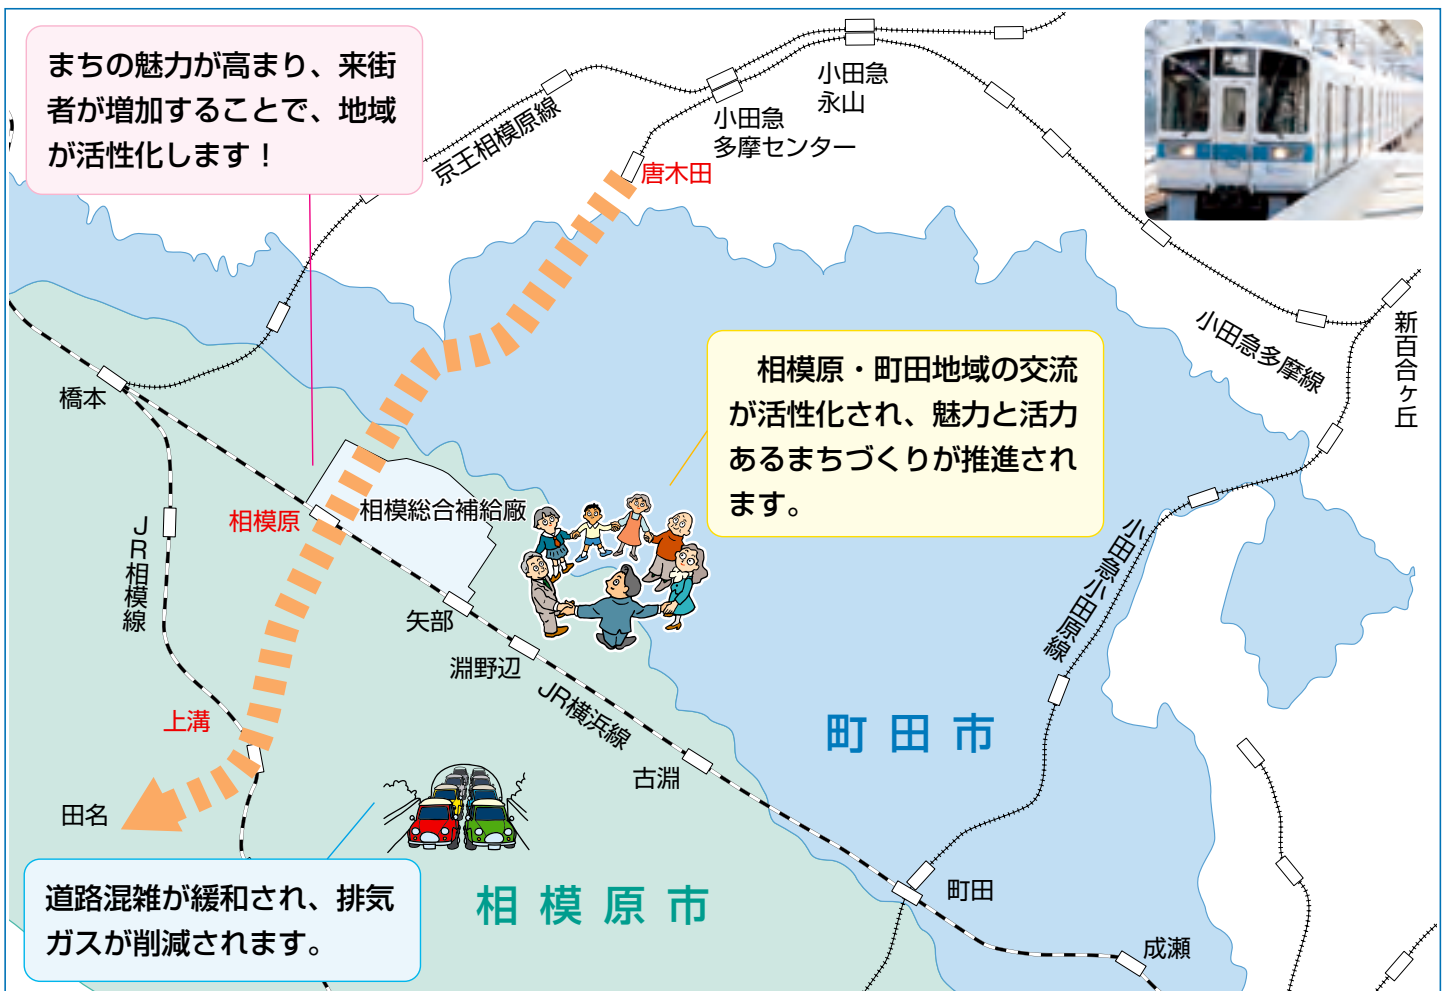 まちの魅力が高まり、来街
者が増加することで、地域
が活性化します！
京王相模原線
小田急
多摩センター
小田急
永山
唐木田
小田急多摩線
新百合ヶ丘
相模原・町田地域の交流
が活性化され、魅力と活力
あるまちづくりが推進され
ます。
橋本
相模原
相模総合補給廠
JR相模線
矢部
淵野辺
JR横浜線
小田急小田原線
上溝
町田市
古淵
田名
道路混雑が緩和され、排気
ガスが削減されます。
相模原市
町田
成瀬